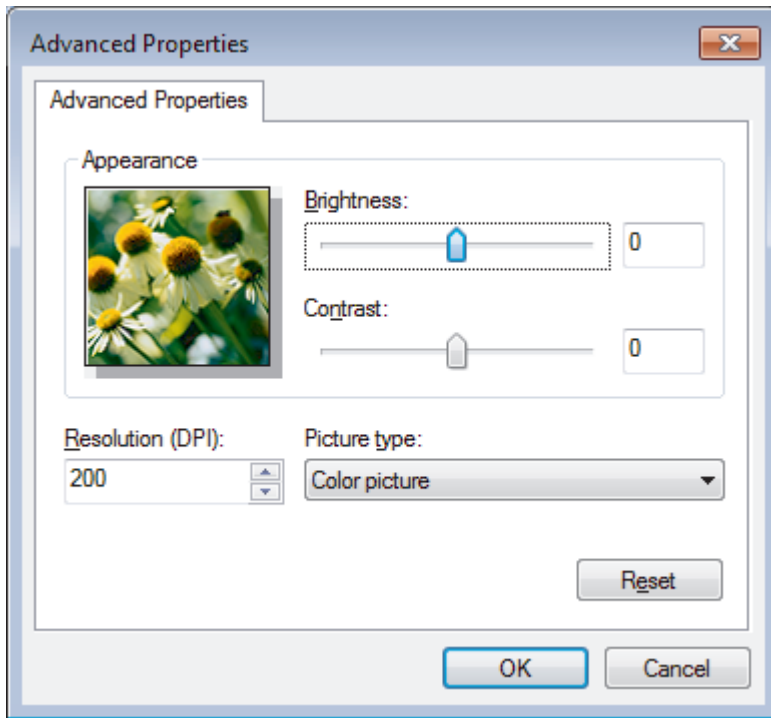 Advanced Properties
Advanced Properties
Appearance
Brightness:
0
Contrast:
0
Resolution (DPI):
200
Picture type:
Color picture
Reset
OK
Cancel